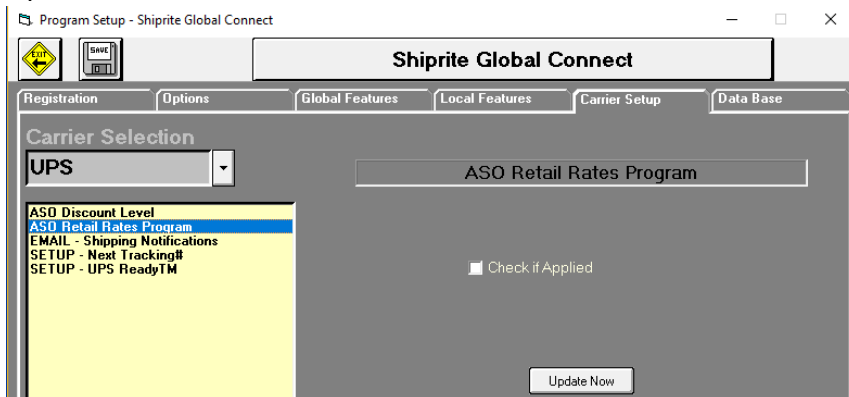 Program Setup - Shiprite Global Connect
EXIT
SAVE
Shiprite Global Connect
Registration
Options
Global Features
Local Features
Carrier Setup
Data Base
Carrier Selection
UPS
ASO Retail Rates Program
ASO Discount Level
ASO Retail Rates Program
EMAIL - Shipping Notifications
SETUP - Next Tracking#
SETUP - UPS ReadyTM
Check if Applied
Update Now